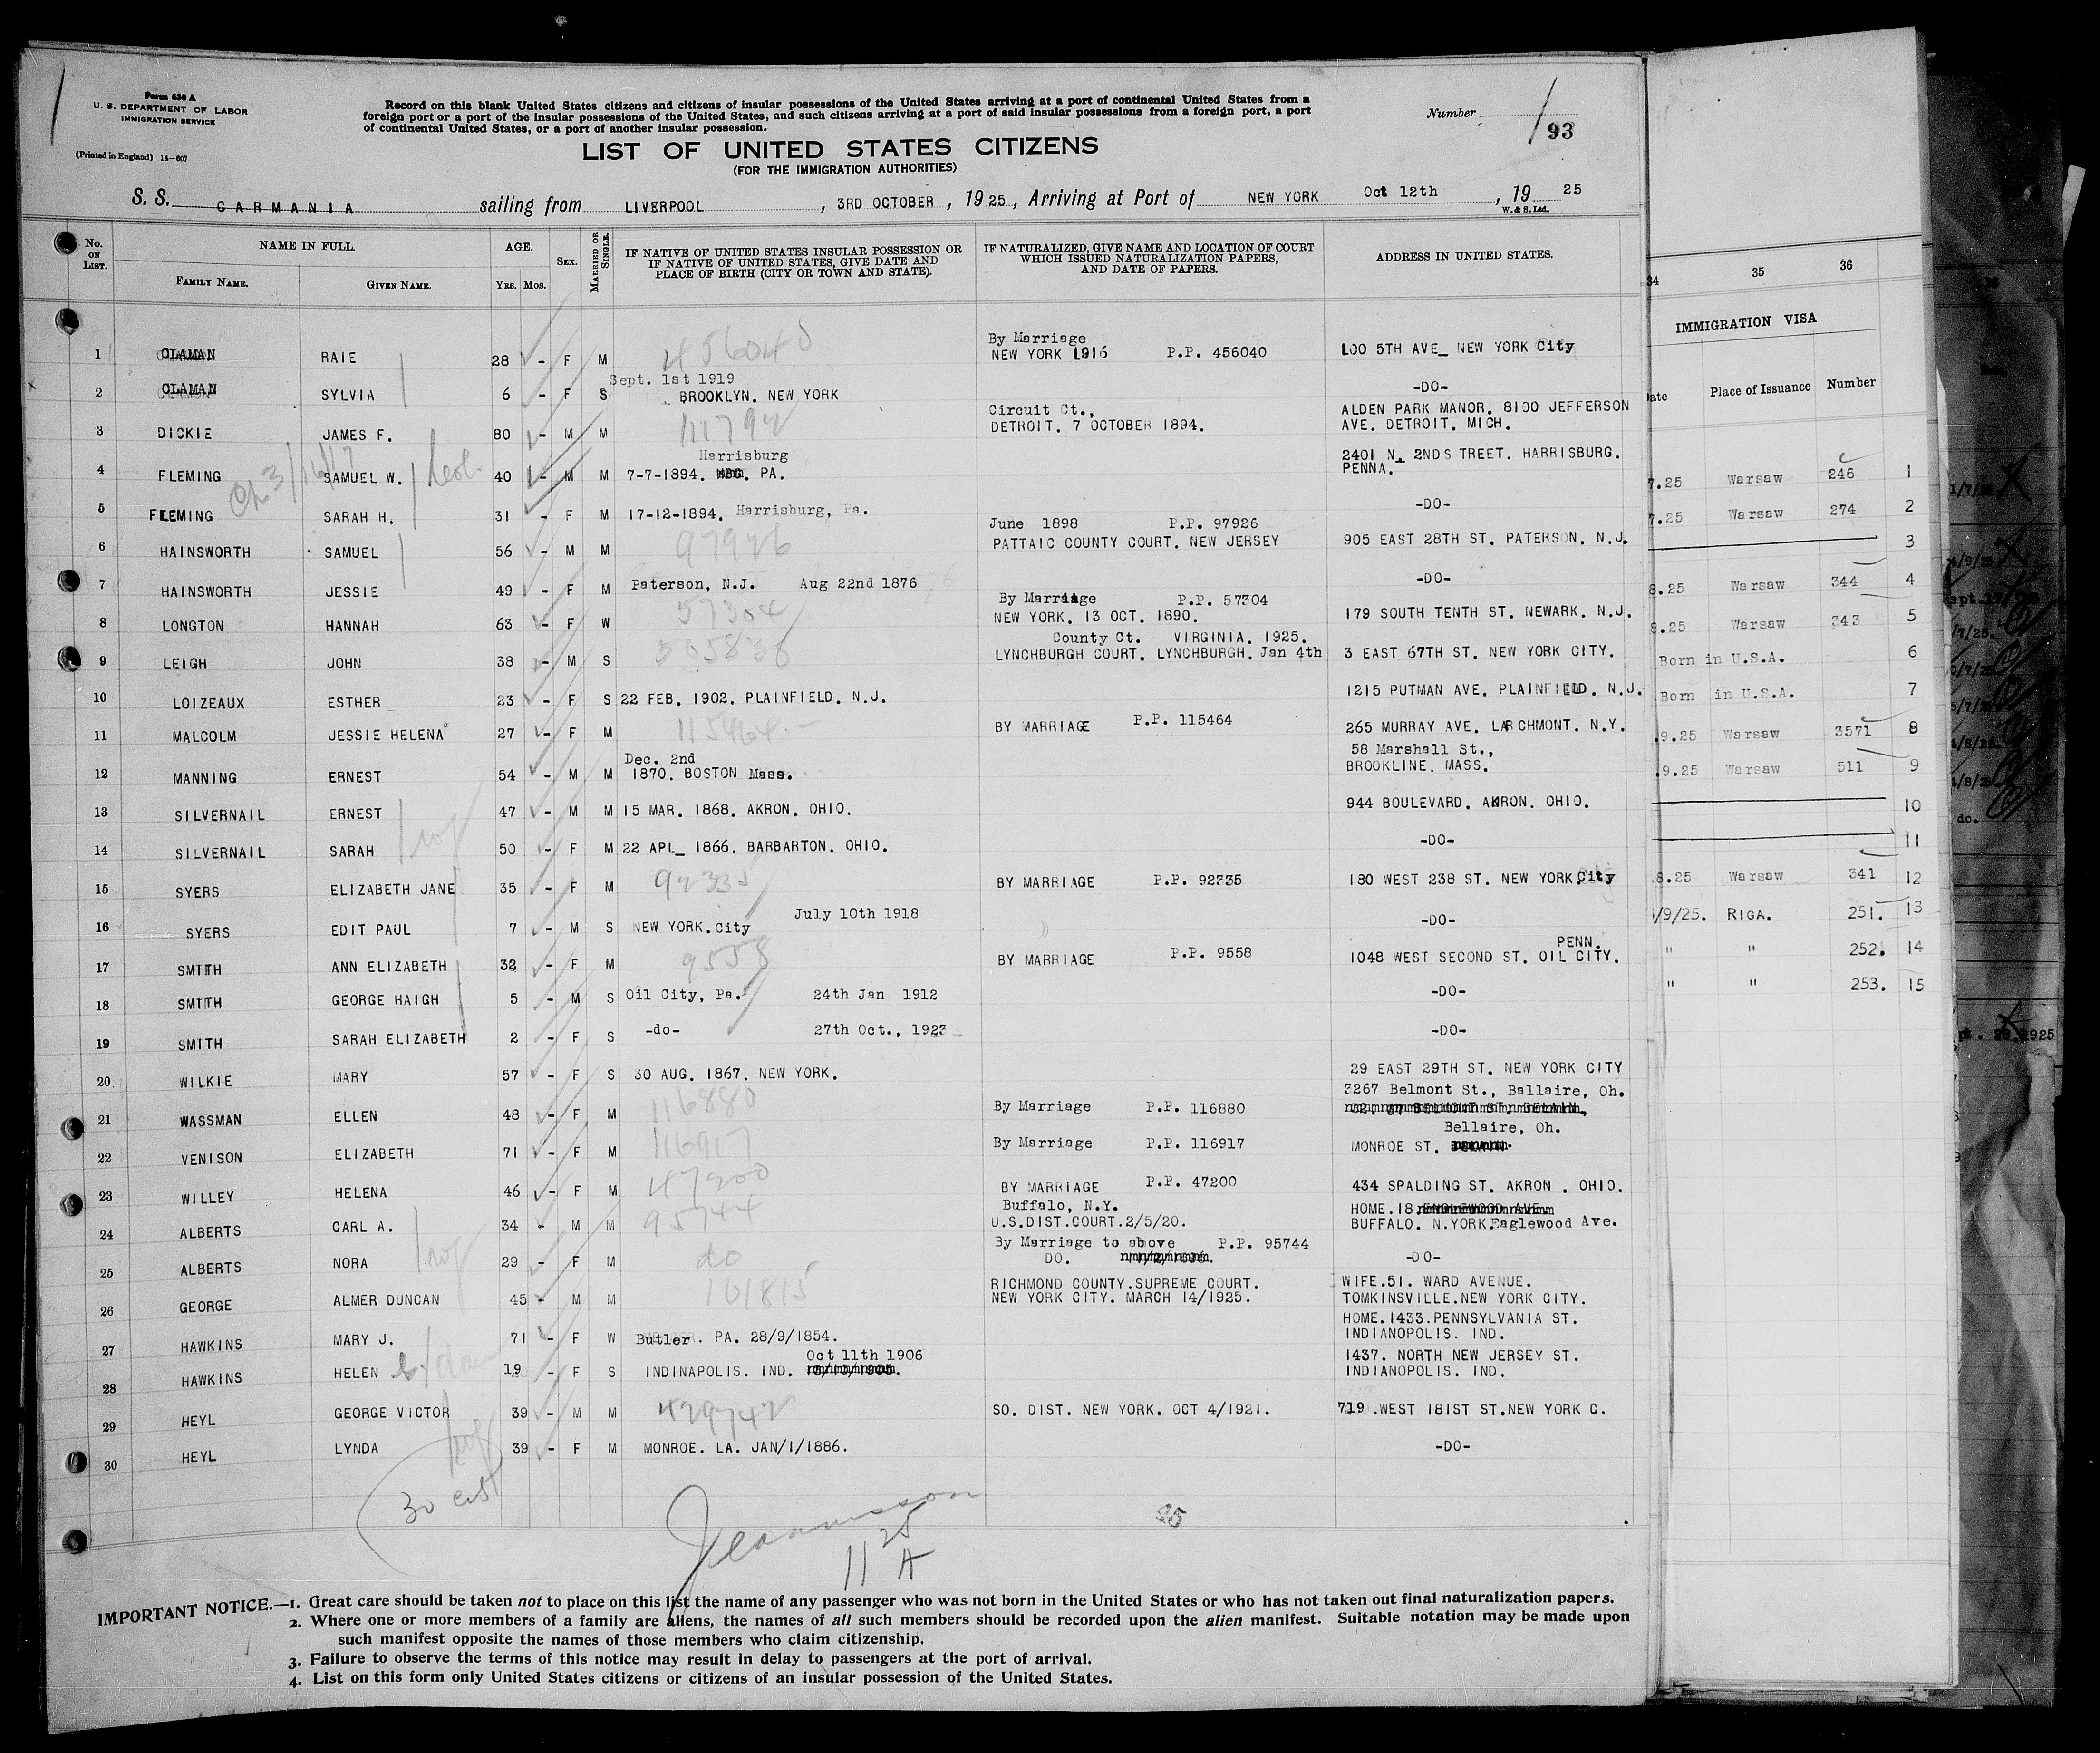 Form 630 A
U. S. DEPARTMENT OF LABOR
IMMIGRATION SERVICE
(Printed in England) 14-607
Record on this blank United States citizens and citizens of insular possessions of the United States arriving at a port of continental United States from a
foreign port or a port of the insular possessions of the United States, and such citizens arriving at a port of said insular possessions from a foreign port, a port
of continental United States, or a port of another insular possession.
Number
93
LIST OF UNITED STATES CITIZENS
(FOR THE IMMIGRATION AUTHORITIES)
S. S. CARMANIA sailing from LIVERPOOL, 3RD OCTOBER, 1925, Arriving at Port of NEW YORK Oct 12th, 1925
W. & S. Ltd.
No. ON LIST. NAME IN FULL. FAMILY NAME. GIVEN NAME. AGE. YRS. MOS. SEX. MARRIED OR SINGLE.
IF NATIVE OF UNITED STATES INSULAR POSSESSION OR IF NATIVE OF UNITED STATES, GIVE DATE AND PLACE OF BIRTH (CITY OR TOWN AND STATE).
IF NATURALIZED, GIVE NAME AND LOCATION OF COURT WHICH ISSUED NATURALIZATION PAPERS, AND DATE OF PAPERS.
ADDRESS IN UNITED STATES.
By Marriage
1 CLAMAN RAIE 28 - F M 456040 NEW YORK 1916 P.P. 456040 100 5TH AVE_ NEW YORK City
Sept. 1st 1919
2 CLAMAN SYLVIA 6 - F S BROOKLYN. NEW YORK -DO-
Circuit Ct., ALDEN PARK MANOR. 8100 JEFFERSON
3 DICKIE JAMES F. 80 - M M DETROIT. 7 OCTOBER 1894. AVE. DETROIT. MICH.
Harrisburg 2401 N_ 2NDS TREET. HARRISBURG.
4 FLEMING SAMUEL W. 40 - M M 7-7-1894. PA. PENNA.
5 FLEMING SARAH H. 31 - F M 17-12-1894. Harrisburg, Pa. -DO-
June 1898 P.P. 97926
6 HAINSWORTH SAMUEL 56 - M M 97926 PATTAIC COUNTY COURT. NEW JERSEY 905 EAST 28TH ST. PATERSON. N.J.
7 HAINSWORTH JESSIE 49 - F M Paterson, N.J. Aug 22nd 1876 -DO-
By Marriage P.P. 57304
8 LONGTON HANNAH 63 - F W 57304 NEW YORK. 13 OCT. 1890. 179 SOUTH TENTH ST. NEWARK. N.J.
County Ct. VIRGINIA. 1925.
9 LEIGH JOHN 38 - M S LYNCHBURGH COURT. LYNCHBURGH. Jan 4th 3 EAST 67TH ST. NEW YORK CITY.
10 LOIZEAUX ESTHER 23 - F S 22 FEB. 1902. PLAINFIELD. N.J. 1215 PUTMAN AVE. PLAINFIELD. N.J.
11 MALCOLM JESSIE HELENA 27 - F M 115464 BY MARRIAGE P.P. 115464 265 MURRAY AVE. LARCHMONT. N.Y.
Dec. 2nd 58 Marshall St.,
12 MANNING ERNEST 54 - M M 1870. BOSTON Mass. BROOKLINE. MASS.
13 SILVERNAIL ERNEST 47 - M M 15 MAR. 1868. AKRON. OHIO. 944 BOULEVARD. AKRON. OHIO.
14 SILVERNAIL SARAH 50 - F M 22 APL_ 1866. BARBARTON. OHIO. -DO-
15 SYERS ELIZABETH JANE 35 - F M 92335 BY MARRIAGE P.P. 92335 180 WEST 238 ST. NEW YORK.City
July 10th 1918
16 SYERS EDIT PAUL 7 - M S NEW YORK.City -DO-
PENN.
17 SMITH ANN ELIZABETH 32 - F M 9558 BY MARRIAGE P.P. 9558 1048 WEST SECOND ST. OIL CITY.
18 SMITH GEORGE HAIGH 5 - M S Oil City, Pa. 24th Jan 1912 -DO-
19 SMITH SARAH ELIZABETH 2 - F S -do- 27th Oct., 1923 -DO-
20 WILKIE MARY 57 - F S 30 AUG. 1867. NEW YORK. 29 EAST 29TH ST. NEW YORK CITY
3267 Belmont St., Bellaire, Oh.
21 WASSMAN ELLEN 48 - F M 116880 By Marriage P.P. 116880
Bellaire, Oh.
22 VENISON ELIZABETH 71 - F M 116917 By Marriage P.P. 116917 MONROE ST.
23 WILLEY HELENA 46 - F M 47200 BY MARRIAGE P.P. 47200 434 SPALDING ST. AKRON . OHIO.
Buffalo, N.Y. HOME.18. ENGLEWOOD AVE.
24 ALBERTS CARL A. 34 - M M 95744 U.S.DIST.COURT.2/5/20. BUFFALO. N.YORK.Eaglewood Ave.
By Marriage to above P.P. 95744
25 ALBERTS NORA 29 - F M do DO. -DO-
RICHMOND COUNTY.SUPREME COURT. WIFE.51. WARD AVENUE.
26 GEORGE ALMER DUNCAN 45 - M M 101815 NEW YORK CITY. MARCH 14/1925. TOMKINSVILLE.NEW YORK CITY.
HOME.1433.PENNSYLVANIA ST.
27 HAWKINS MARY J. 71 - F W Butler. PA. 28/9/1854. INDIANOPOLIS. IND.
Oct 11th 1906 1437. NORTH NEW JERSEY ST.
28 HAWKINS HELEN 19 - F S INDINAPOLIS. IND. INDIANOPOLIS. IND.
29 HEYL GEORGE VICTOR 39 - M M 479742 SO. DIST. NEW YORK. OCT 4/1921. 719 .WEST 181ST ST.NEW YORK C.
30 HEYL LYNDA 39 - F M MONROE. LA. JAN/1/1886. -DO-
30
25
11 A
IMPORTANT NOTICE.—1. Great care should be taken not to place on this list the name of any passenger who was not born in the United States or who has not taken out final naturalization papers.
2. Where one or more members of a family are aliens, the names of all such members should be recorded upon the alien manifest. Suitable notation may be made upon
such manifest opposite the names of those members who claim citizenship.
3. Failure to observe the terms of this notice may result in delay to passengers at the port of arrival.
4. List on this form only United States citizens or citizens of an insular possession of the United States.
34 35 36
IMMIGRATION VISA
Place of Issuance Number
7.25 Warsaw 246 1
7.25 Warsaw 274 2
3
8.25 Warsaw 344 4
8.25 Warsaw 343 5
Born in U.S.A. 6
Born in U.S.A. 7
.9.25 Warsaw 3571 8
.9.25 Warsaw 511 9
10
11
.8.25 Warsaw 341 12
/9/25. RIGA. 251. 13
" " 252. 14
" " 253. 15
do.
1925